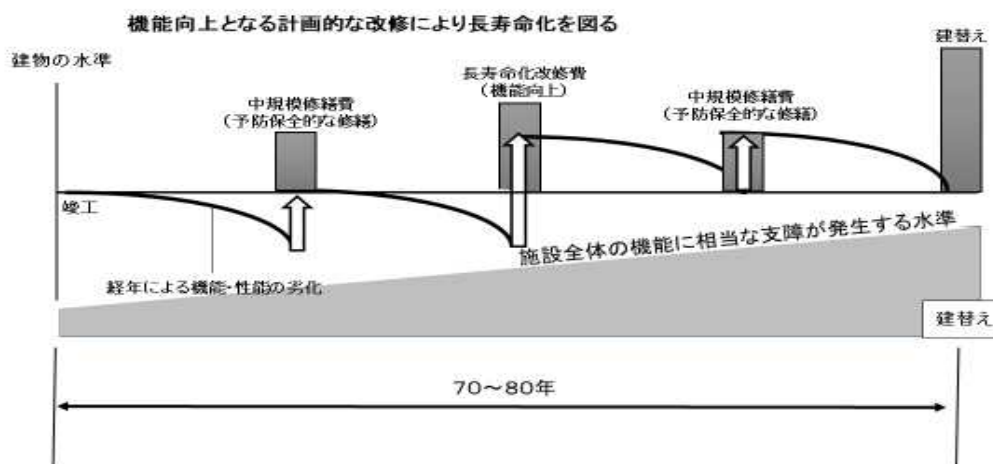 機能向上となる計画的な改修により長寿命化を図る
建替え
建物の水準
長寿命化改修費
(機能向上)
中規模修繕費
(予防保全的な修繕)
中規模修繕費
(予防保全的な修繕)
竣工
施設全体の機能に相当な支障が発生する水準
経年による機能・性能の劣化
建替え
70～80年